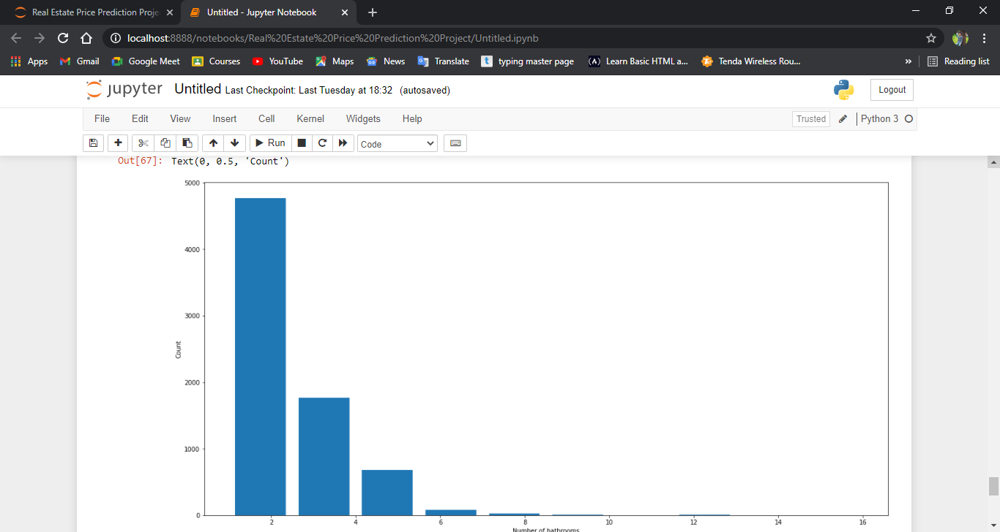 Real Estate Price Prediction Proje
Untitled - Jupyter Notebook
localhost:8888/notebooks/Real%20Estate%20Price%20Prediction%20Project/Untitled.ipynb
Apps Gmail Google Meet Courses YouTube Maps News Translate t typing master page Learn Basic HTML a... Tenda Wireless Rou... » Reading list
jupyter Untitled Last Checkpoint: Last Tuesday at 18:32 (autosaved) Logout
File Edit View Insert Cell Kernel Widgets Help Trusted Python 3
Run Code
Out[67]: Text(0, 0.5, 'Count')
5000
4000
3000
Count
2000
1000
0
2 4 6 8 10 12 14 16
Number of bathrooms